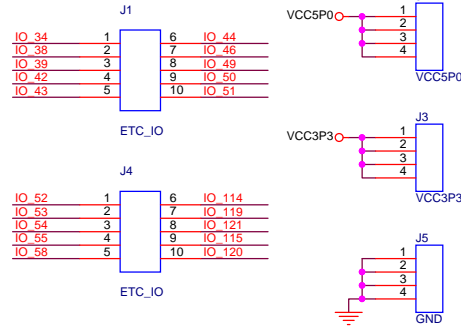 J1
IO_34 1 6 IO_44
IO_38 2 7 IO_46
IO_39 3 8 IO_49
IO_42 4 9 IO_50
IO_43 5 10 IO_51
ETC_IO
J4
IO_52 1 6 IO_114
IO_53 2 7 IO_119
IO_54 3 8 IO_121
IO_55 4 9 IO_115
IO_58 5 10 IO_120
ETC_IO
VCC5P0 1
2
3
4
VCC5P0
J3
VCC3P3 1
2
3
4
VCC3P3
J5
1
2
3
4
GND